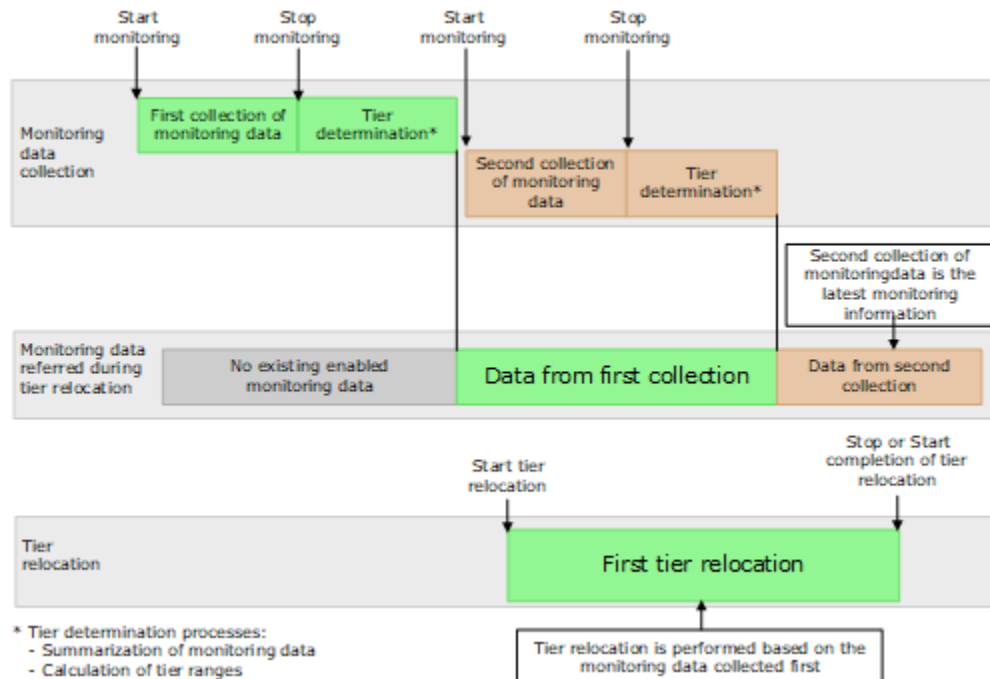 Start
monitoring
Stop
monitoring
Start
monitoring
Stop
monitoring
Monitoring
data
collection
First collection of
monitoring data
Tier
determination*
Second collection
of monitoring
data
Tier
determination*
Second collection of
monitoringdata is the
latest monitoring
information
Monitoring data
referred during
tier relocation
No existing enabled
monitoring data
Data from first collection
Data from second
collection
Start tier
relocation
Stop or Start
completion of tier
relocation
Tier
relocation
First tier relocation
* Tier determination processes:
- Summarization of monitoring data
- Calculation of tier ranges
Tier relocation is performed based on the
monitoring data collected first